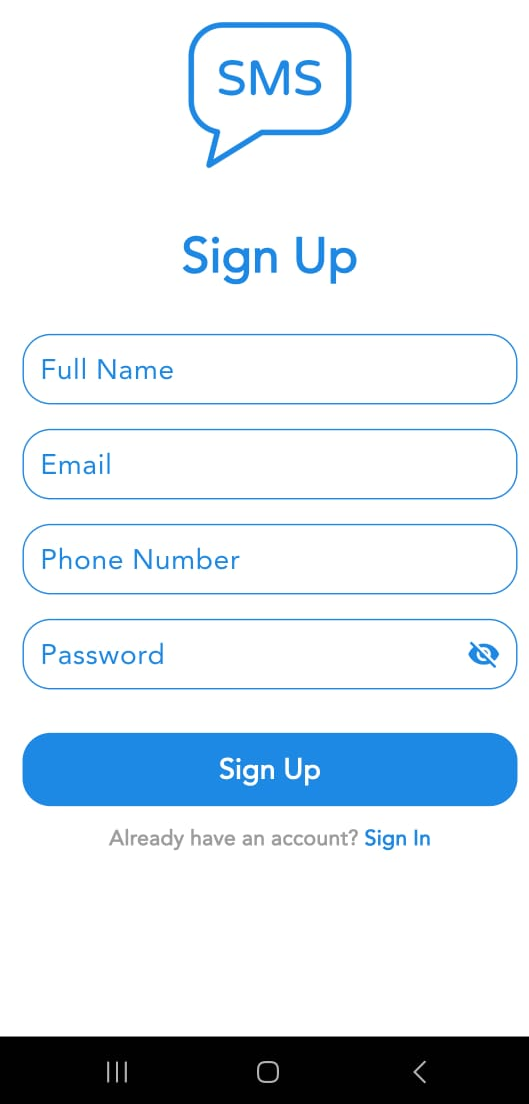 SMS
Sign Up
Full Name
Email
Phone Number
Password
Sign Up
Already have an account? Sign In